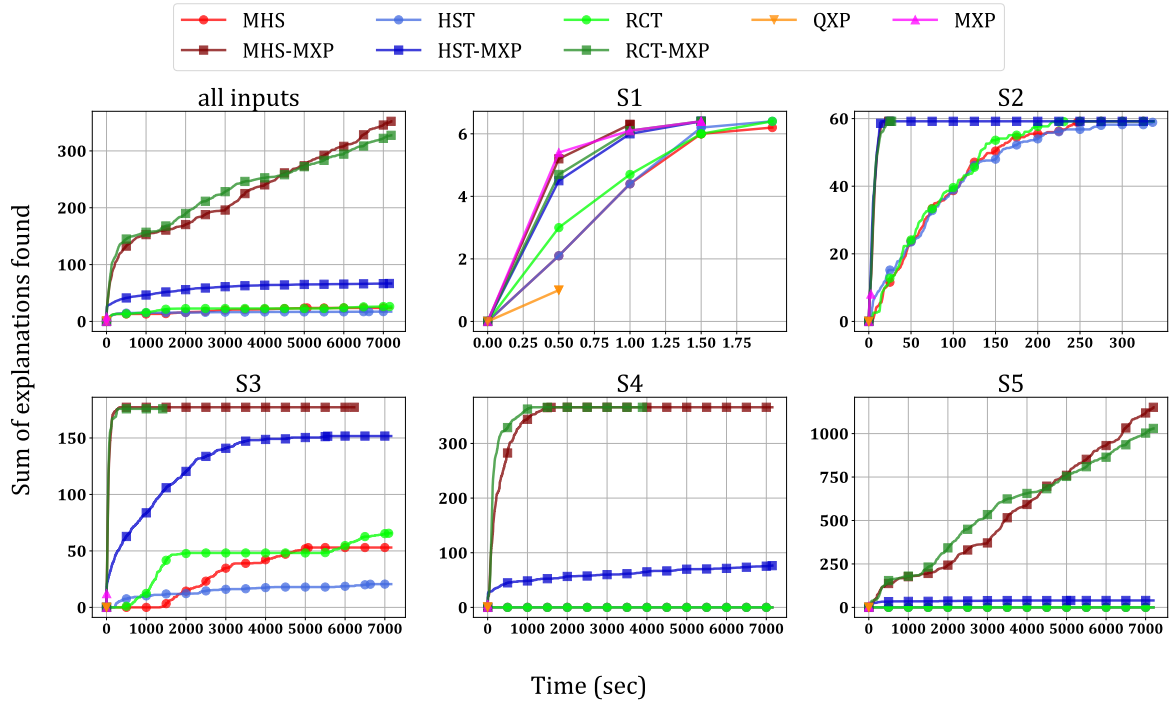 MHS HST RCT QXP MXP
MHS-MXP HST-MXP RCT-MXP
Sum of explanations found
all inputs
300
200
100
0
0 1000 2000 3000 4000 5000 6000 7000
S1
6
4
2
0
0.00 0.25 0.50 0.75 1.00 1.25 1.50 1.75
S2
60
40
20
0
0 50 100 150 200 250 300
S3
150
100
50
0
0 1000 2000 3000 4000 5000 6000 7000
S4
300
200
100
0
0 1000 2000 3000 4000 5000 6000 7000
S5
1000
750
500
250
0
0 1000 2000 3000 4000 5000 6000 7000
Time (sec)